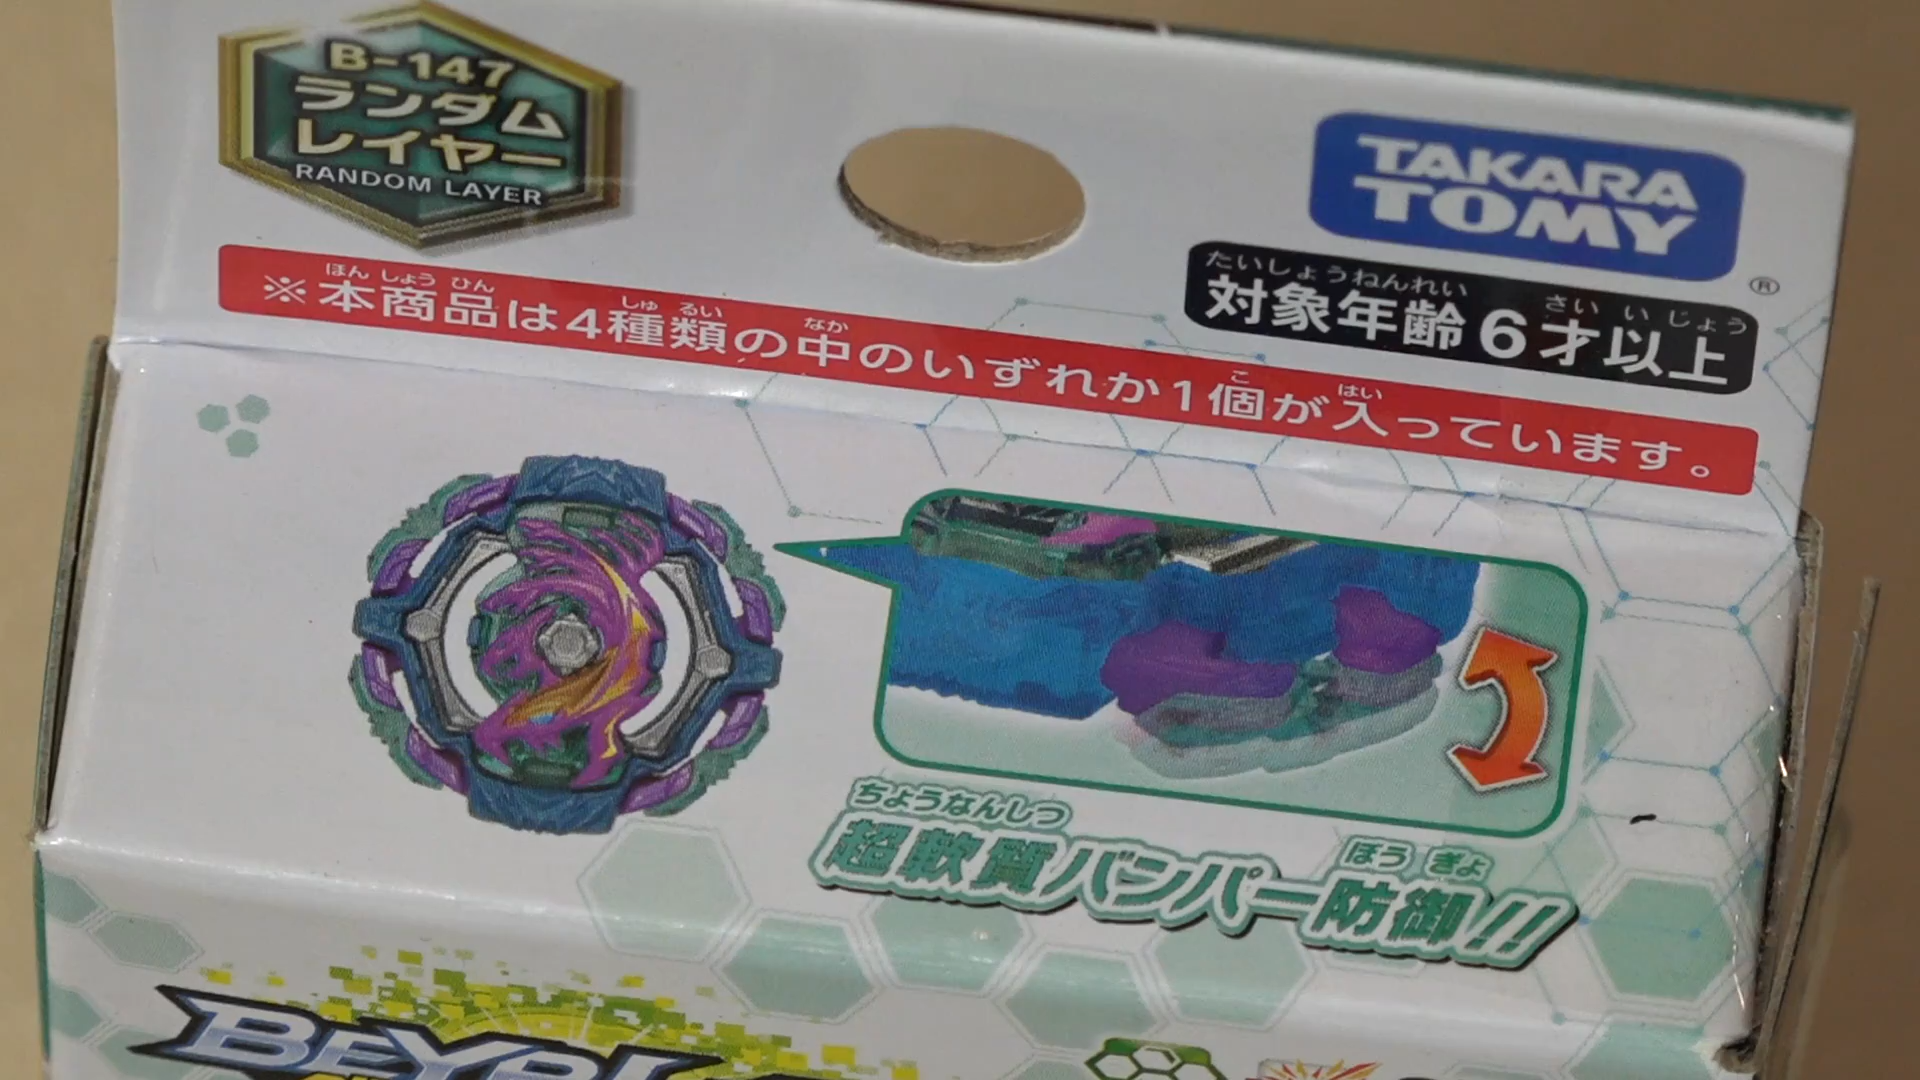 B-147
ランダム
レイヤー
RANDOM LAYER
TAKARA
TOMY
®
たいしょうねんれい さい いじょう
対象年齢6才以上
ほん しょう ひん しゅ るい なか こ はい
※本商品は4種類の中のいずれか1個が入っています。
ちょうなんしつ ほう ぎょ
超軟質バンパー防御!!